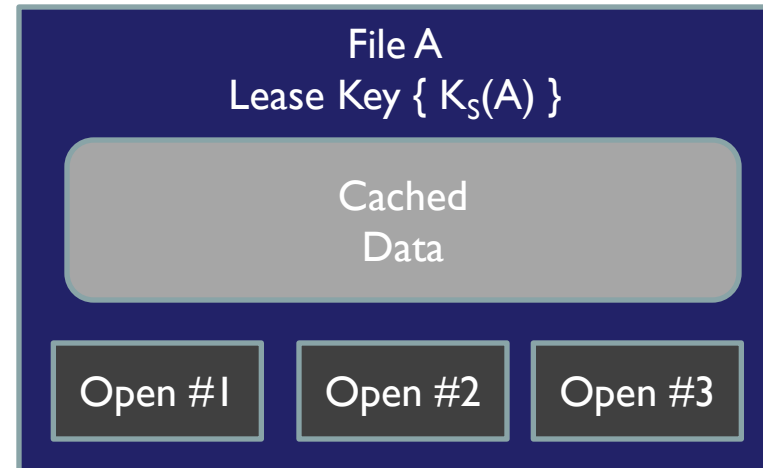 File A
Lease Key { K_S(A) }
Cached
Data
Open #1
Open #2
Open #3